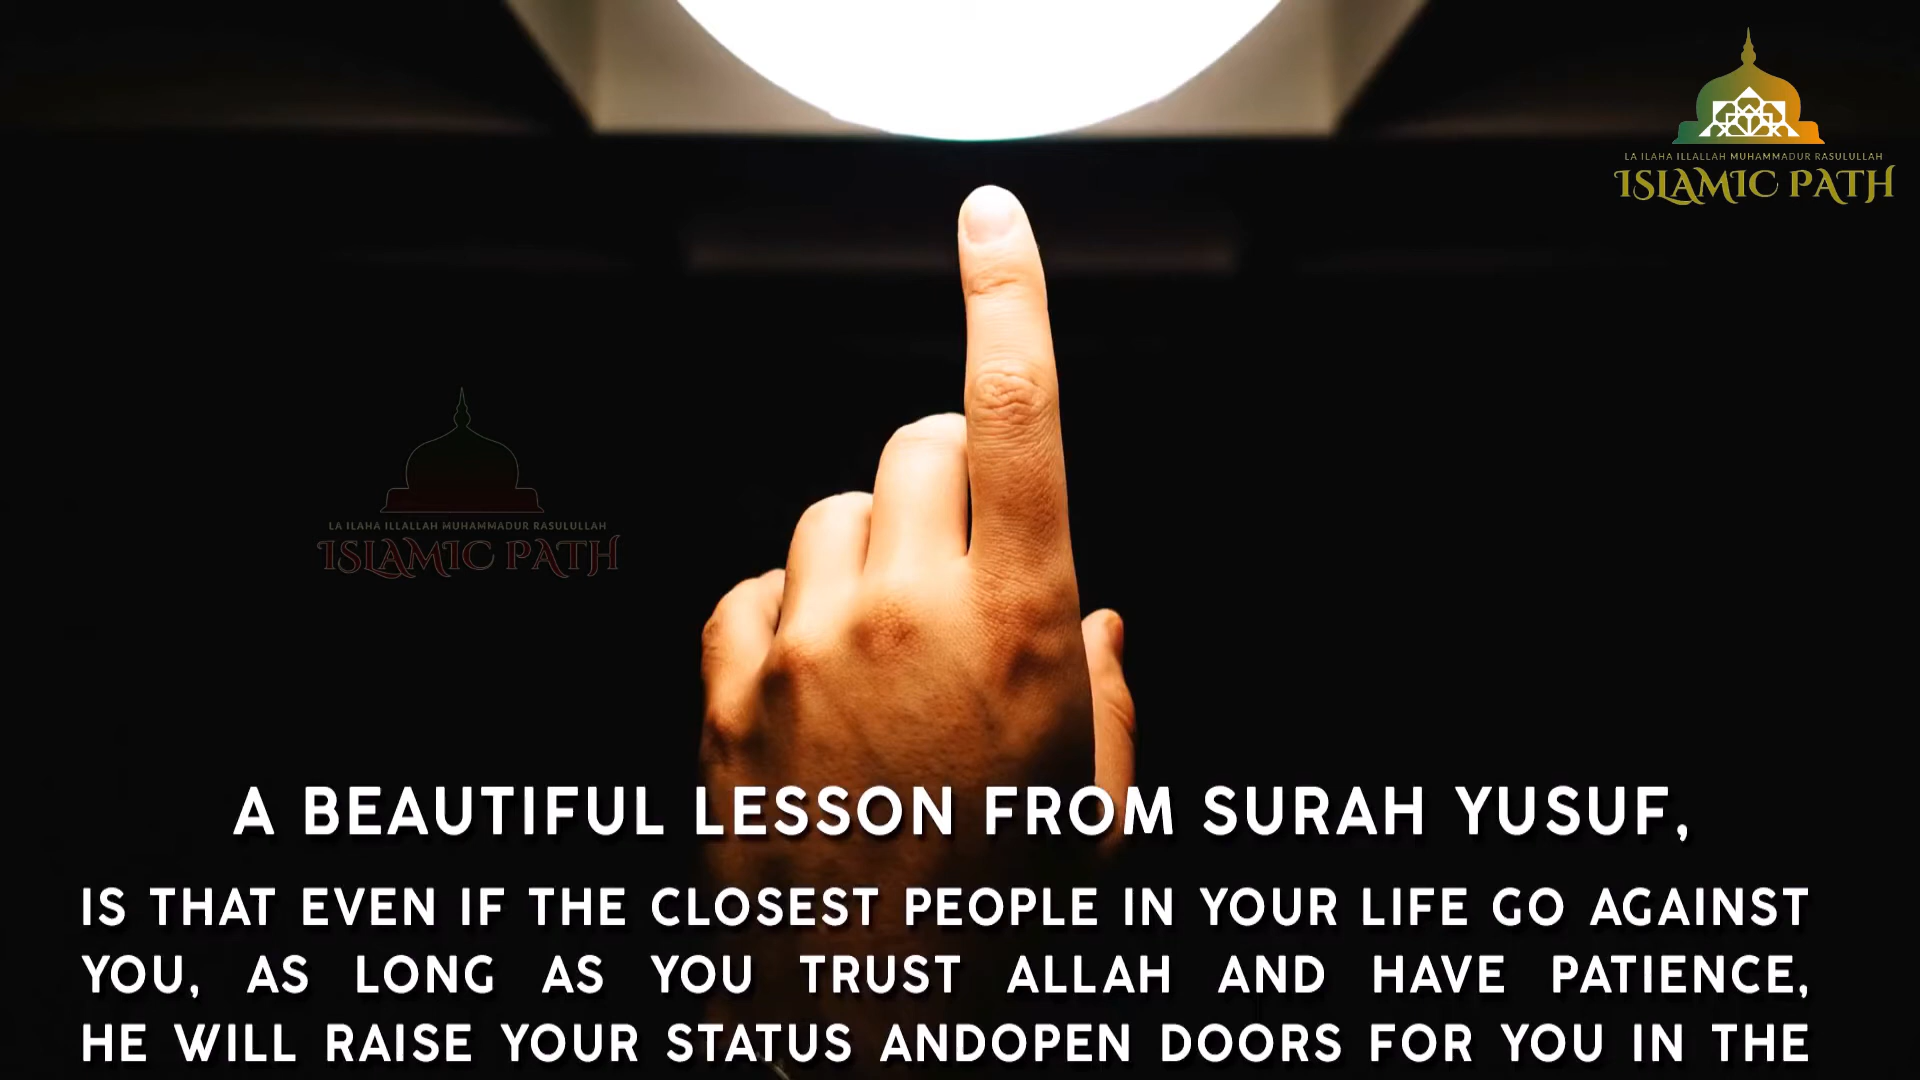 LA ILAHA ILLALLAH MUHAMMADUR RASULULLAH
ISLAMIC PATH
LA ILAHA ILLALLAH MUHAMMADUR RASULULLAH
ISLAMIC PATH
A BEAUTIFUL LESSON FROM SURAH YUSUF,
IS THAT EVEN IF THE CLOSEST PEOPLE IN YOUR LIFE GO AGAINST
YOU, AS LONG AS YOU TRUST ALLAH AND HAVE PATIENCE,
HE WILL RAISE YOUR STATUS ANDOPEN DOORS FOR YOU IN THE